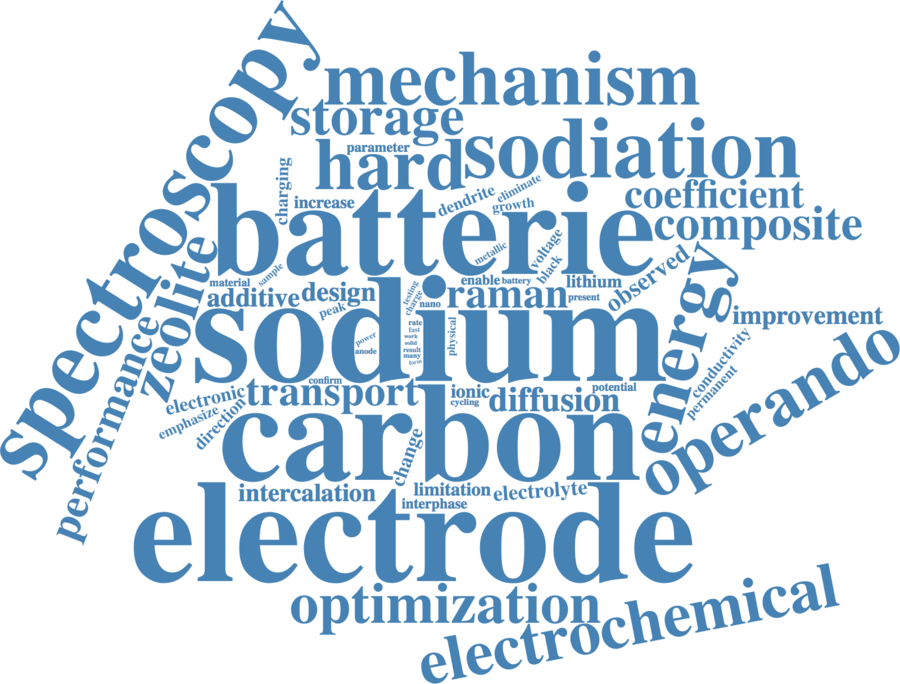 spectroscopy
mechanism
storage
parameter
hard
sodiation
charging
increase
batterie
dendrite
eliminate
growth
coefficient
composite
zeolite
material
sample
metallic
voltage
black
enable
battery
lithium
observed
additive
design
peak
testing
charge
nano
raman
present
energy
sodium
power
anode
rate
fast
work
solid
result
many
form
physical
improvement
performance
conductivity
permanent
operando
electronic
emphasize
direction
confirm
transport
ionic
cycling
diffusion
potential
carbon
change
intercalation
limitation
electrolyte
interphase
electrode
optimization
electrochemical